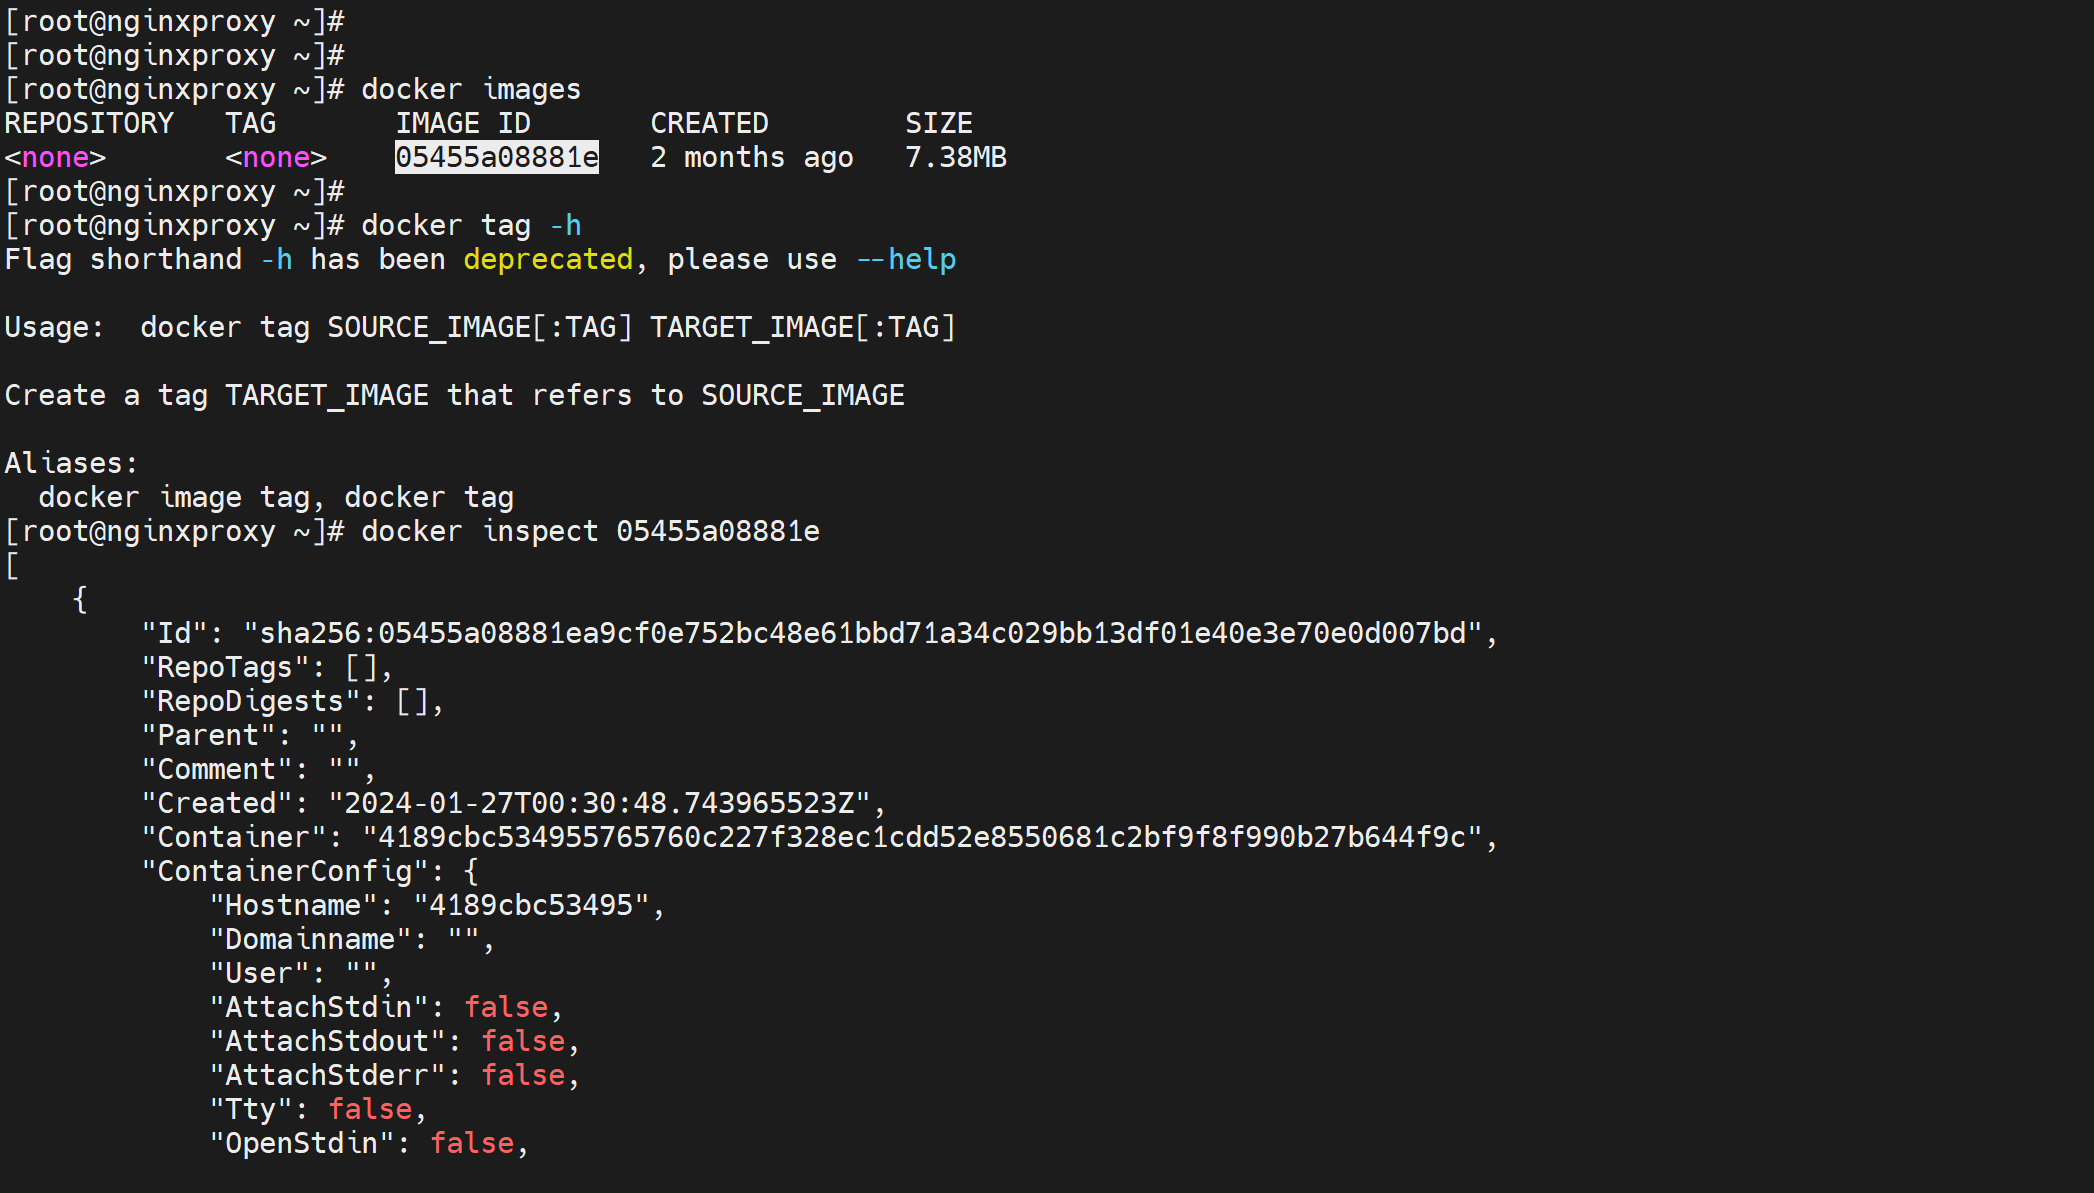 [root@nginxproxy ~]#
[root@nginxproxy ~]#
[root@nginxproxy ~]# docker images
REPOSITORY   TAG       IMAGE ID       CREATED        SIZE
<none>       <none>    05455a08881e   2 months ago   7.38MB
[root@nginxproxy ~]#
[root@nginxproxy ~]# docker tag -h
Flag shorthand -h has been deprecated, please use --help

Usage:  docker tag SOURCE_IMAGE[:TAG] TARGET_IMAGE[:TAG]

Create a tag TARGET_IMAGE that refers to SOURCE_IMAGE

Aliases:
  docker image tag, docker tag
[root@nginxproxy ~]# docker inspect 05455a08881e
[
    {
        "Id": "sha256:05455a08881ea9cf0e752bc48e61bbd71a34c029bb13df01e40e3e70e0d007bd",
        "RepoTags": [],
        "RepoDigests": [],
        "Parent": "",
        "Comment": "",
        "Created": "2024-01-27T00:30:48.743965523Z",
        "Container": "4189cbc534955765760c227f328ec1cdd52e8550681c2bf9f8f990b27b644f9c",
        "ContainerConfig": {
            "Hostname": "4189cbc53495",
            "Domainname": "",
            "User": "",
            "AttachStdin": false,
            "AttachStdout": false,
            "AttachStderr": false,
            "Tty": false,
            "OpenStdin": false,